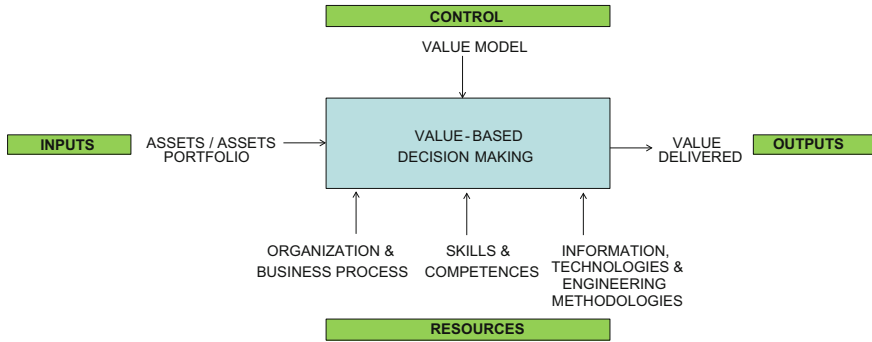 CONTROL
VALUE MODEL
INPUTS
ASSETS / ASSETS
PORTFOLIO
VALUE-BASED
DECISION MAKING
VALUE
DELIVERED
OUTPUTS
ORGANIZATION &
BUSINESS PROCESS
SKILLS &
COMPETENCES
INFORMATION,
TECHNOLOGIES &
ENGINEERING
METHODOLOGIES
RESOURCES